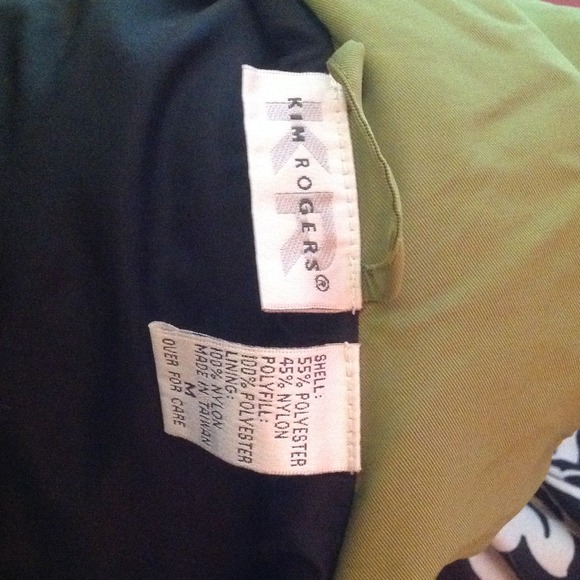 KR
KIM ROGERS®
SHELL:
55% POLYESTER
45% NYLON
POLYFILL:
100% POLYESTER
LINING:
100% NYLON
MADE IN TAIWAN
M
OVER FOR CARE